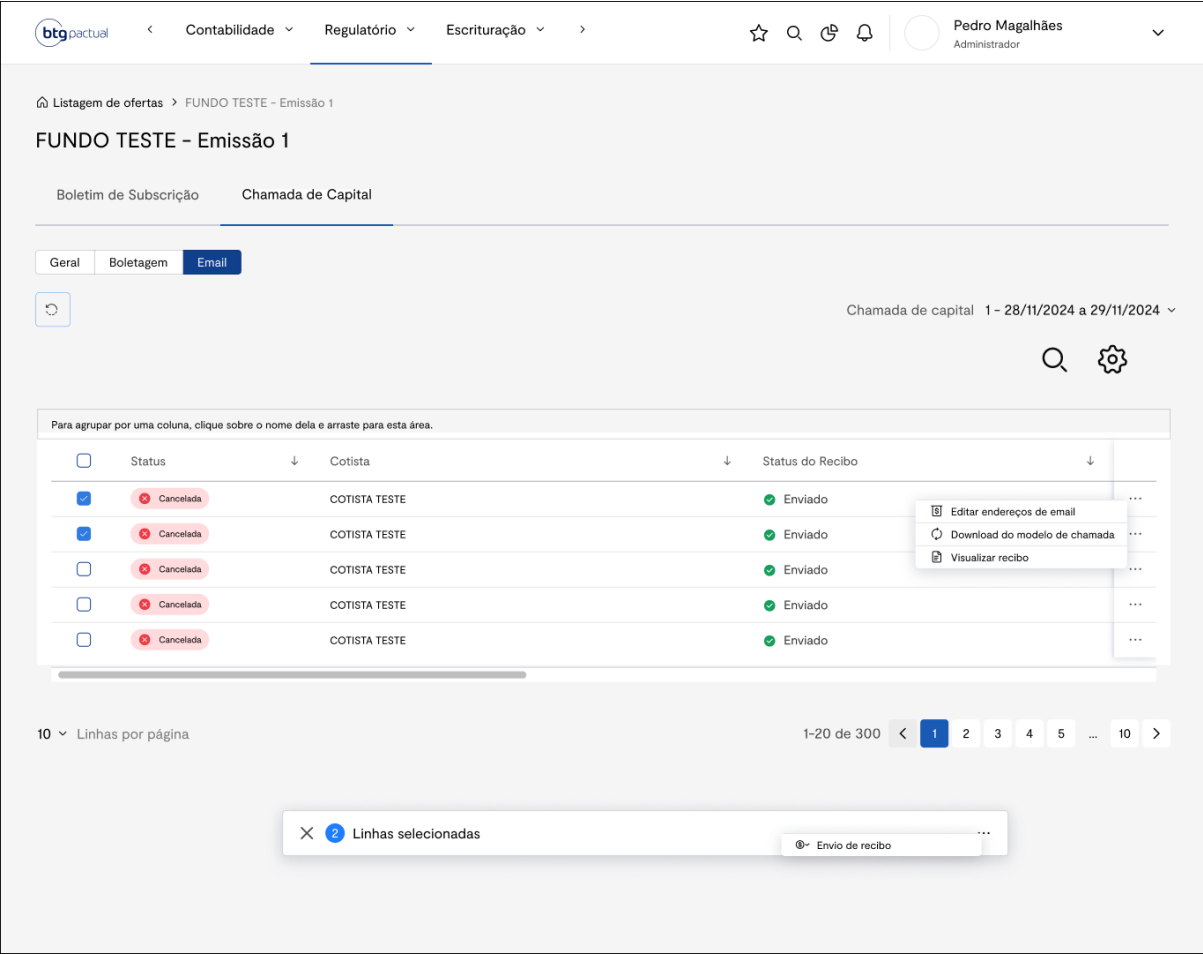 btg pactual
Contabilidade
Regulatório
Escrituração
Pedro Magalhães
Administrador
Listagem de ofertas > FUNDO TESTE - Emissão 1
FUNDO TESTE - Emissão 1
Boletim de Subscrição
Chamada de Capital
Geral
Boletagem
Email
Chamada de capital 1 - 28/11/2024 a 29/11/2024
Para agrupar por uma coluna, clique sobre o nome dela e arraste para esta área.
Status
Cotista
Status do Recibo
Cancelada
COTISTA TESTE
Enviado
...
Cancelada
COTISTA TESTE
Enviado
...
Cancelada
COTISTA TESTE
Enviado
...
Cancelada
COTISTA TESTE
Enviado
...
Cancelada
COTISTA TESTE
Enviado
...
Editar endereços de email
Download do modelo de chamada
Visualizar recibo
10 Linhas por página
1-20 de 300
1 2 3 4 5 ... 10
2 Linhas selecionadas
...
Envio de recibo